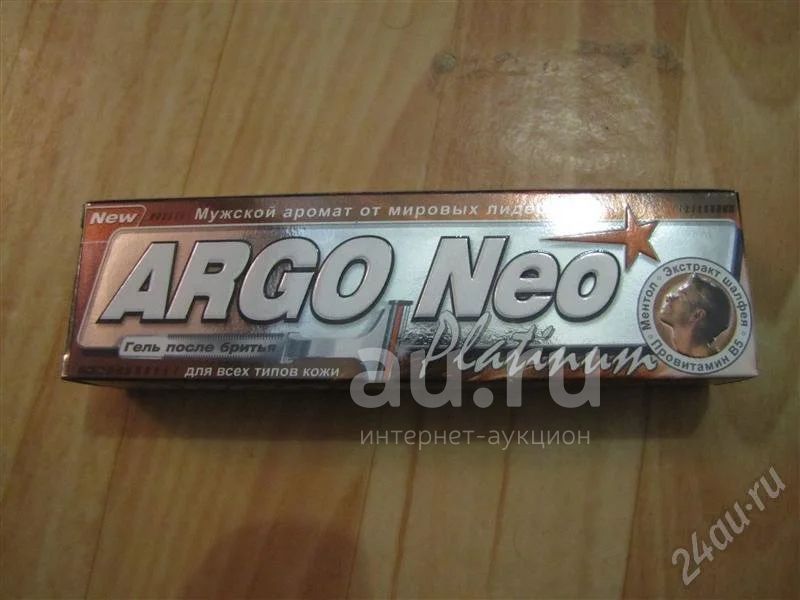 New
Мужской аромат от мировых
ARGO Neo
Platinum
Гель после бритья
для всех типов кожи
Ментол • Экстракт шалфея
Провитамин B5
au.ru
интернет-аукцион
24au.ru